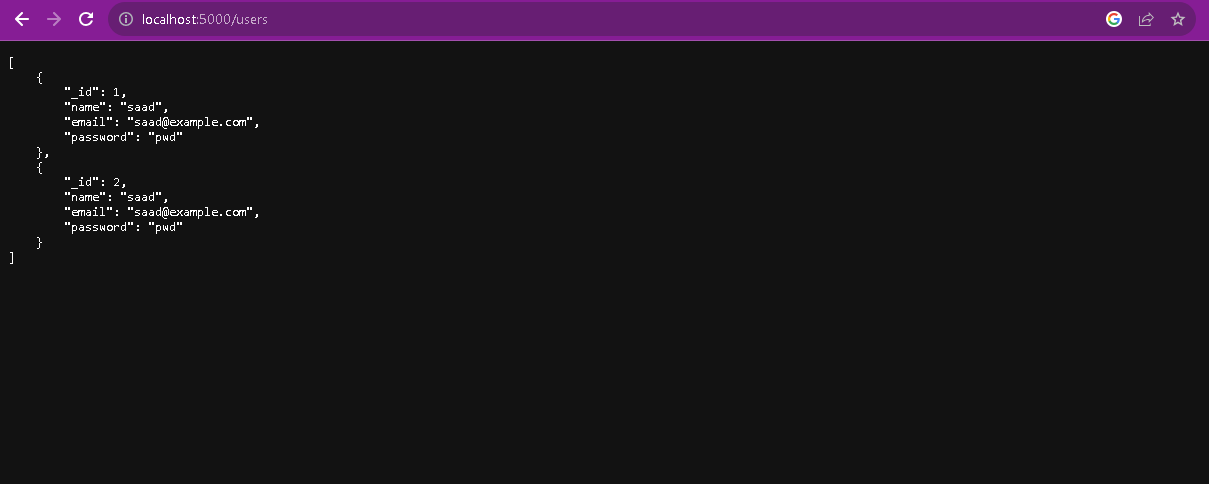 localhost:5000/users
[
    {
        "_id": 1,
        "name": "saad",
        "email": "saad@example.com",
        "password": "pwd"
    },
    {
        "_id": 2,
        "name": "saad",
        "email": "saad@example.com",
        "password": "pwd"
    }
]